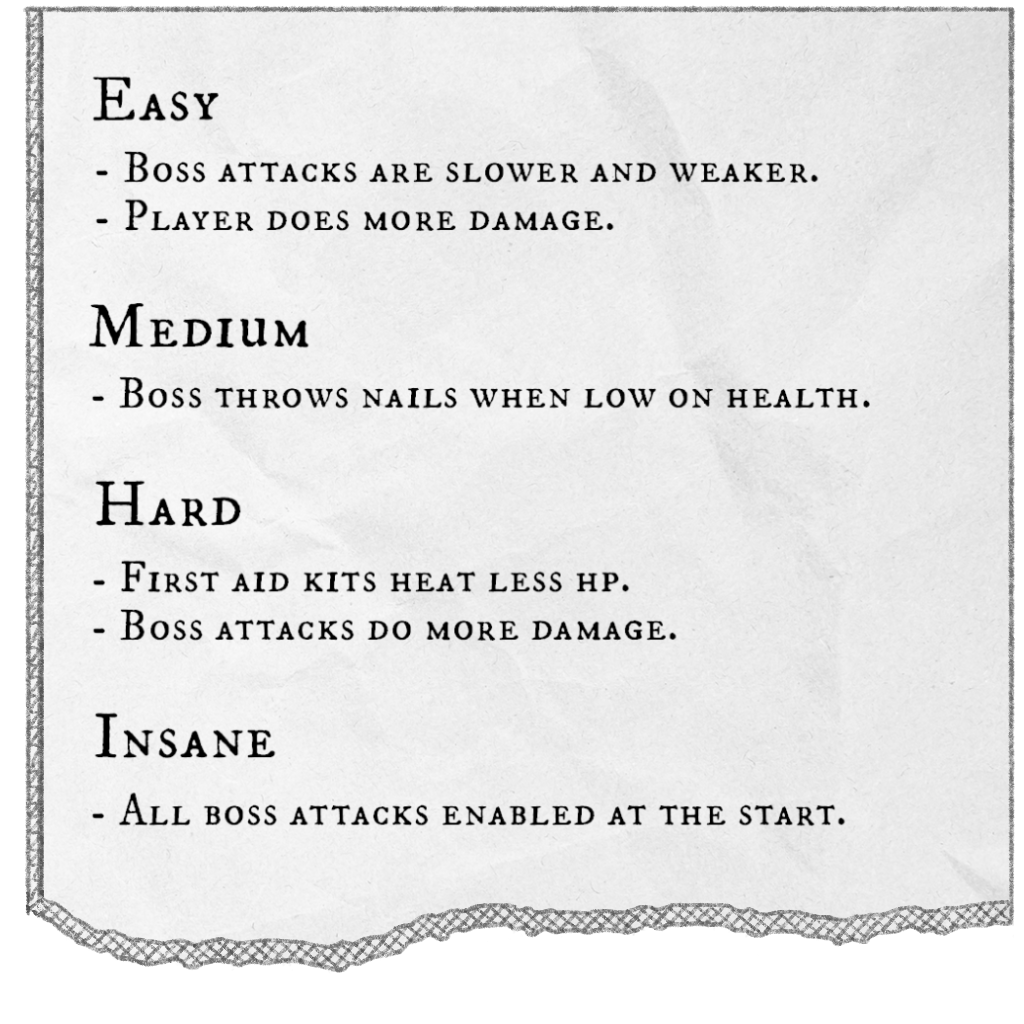 Easy
- Boss attacks are slower and weaker.
- Player does more damage.
Medium
- Boss throws nails when low on health.
Hard
- First aid kits heat less hp.
- Boss attacks do more damage.
Insane
- All boss attacks enabled at the start.